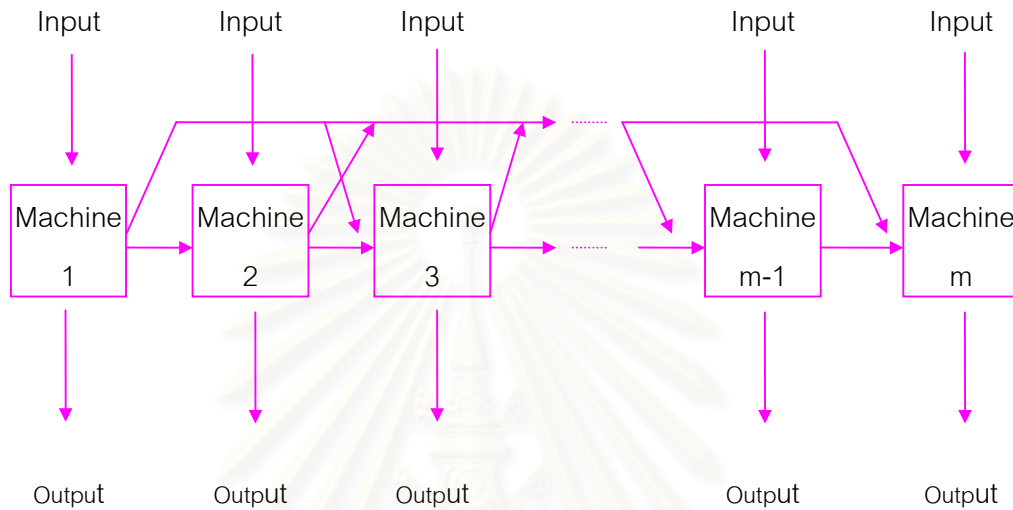 Input Input Input Input Input
Machine Machine Machine Machine Machine
1 2 3 m-1 m
Output Output Output Output Output